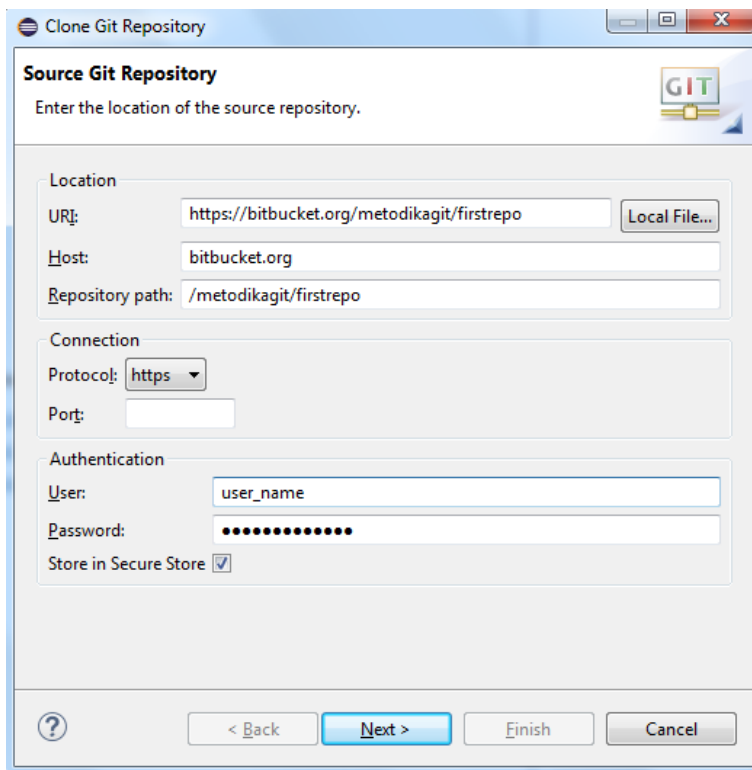 Clone Git Repository
Source Git Repository
Enter the location of the source repository.
GIT
Location
URI: https://bitbucket.org/metodikagit/firstrepo Local File...
Host: bitbucket.org
Repository path: /metodikagit/firstrepo
Connection
Protocol: https
Port:
Authentication
User: user_name
Password: •••••••••••••
Store in Secure Store
? < Back Next > Finish Cancel